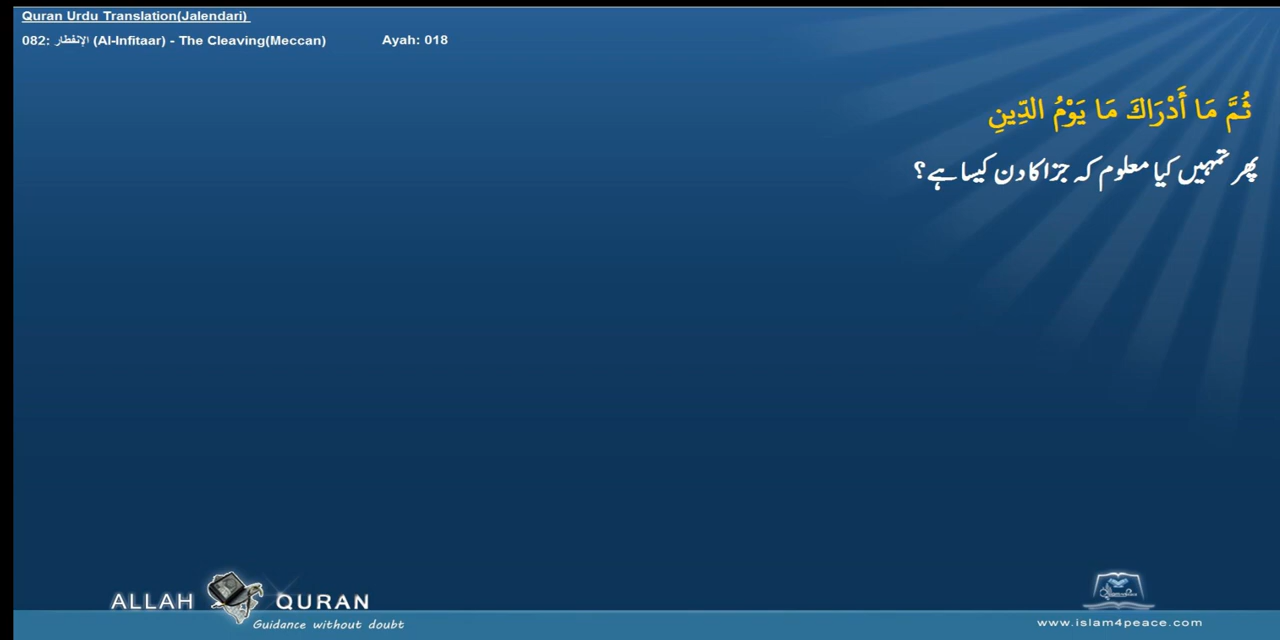 Quran Urdu Translation(Jalendari)
082: الإنفطار (Al-Infitaar) - The Cleaving(Meccan) Ayah: 018
ثُمَّ مَا أَدْرَاكَ مَا يَوْمُ الدِّينِ
پھر تمہیں کیا معلوم کہ جزا کا دن کیسا ہے؟
ALLAH QURAN
Guidance without doubt
www.islam4peace.com